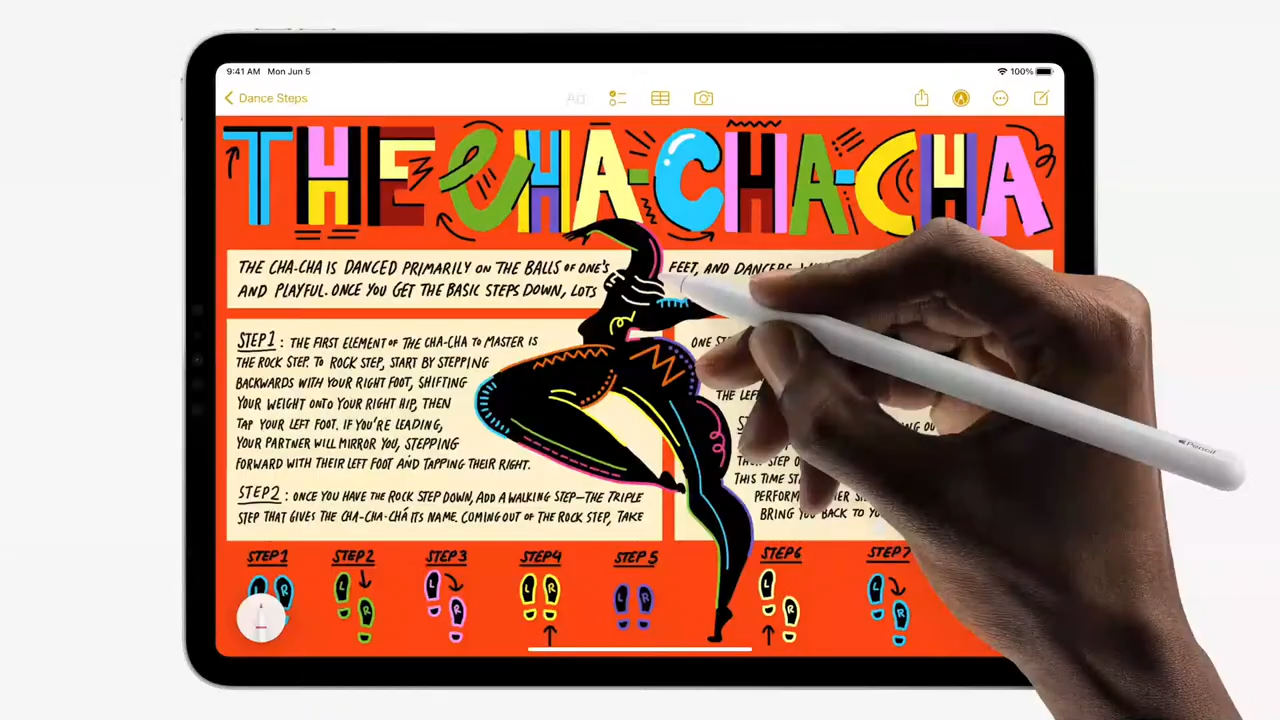 9:41 AM Mon Jun 5
100%
Dance Steps
THE CHA-CHA-CHA
THE CHA-CHA IS DANCED PRIMARILY ON THE BALLS OF ONE'S FEET, AND DANCERS
AND PLAYFUL. ONCE YOU GET THE BASIC STEPS DOWN, LOTS
STEP 1: THE FIRST ELEMENT OF THE CHA-CHA TO MASTER IS
THE ROCK STEP. TO ROCK STEP, START BY STEPPING
BACKWARDS WITH YOUR RIGHT FOOT, SHIFTING
YOUR WEIGHT ONTO YOUR RIGHT HIP, THEN
TAP YOUR LEFT FOOT. IF YOU'RE LEADING,
YOUR PARTNER WILL MIRROR YOU, STEPPING
FORWARD WITH THEIR LEFT FOOT AND TAPPING THEIR RIGHT.
STEP 2: ONCE YOU HAVE THE ROCK STEP DOWN, ADD A WALKING STEP—THE TRIPLE
STEP THAT GIVES THE CHA-CHA-CHÁ ITS NAME. COMING OUT OF THE ROCK STEP, TAKE
ONE
THE
THEN STEP
THIS TIME
PERFORM
BRING YOU BACK TO
STEP 1 STEP 2 STEP 3 STEP 4 STEP 5 STEP 6 STEP 7
L R L R L R L R L R L R L R
Pencil